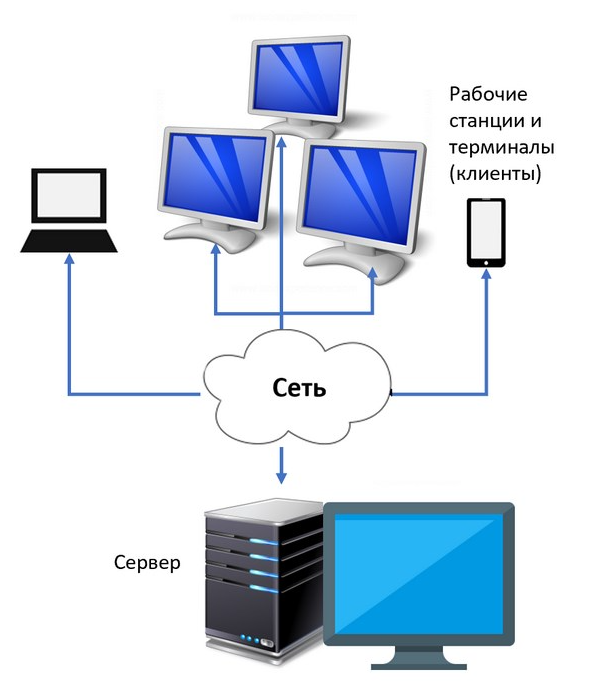 Рабочие
станции и
терминалы
(клиенты)
Сеть
Сервер